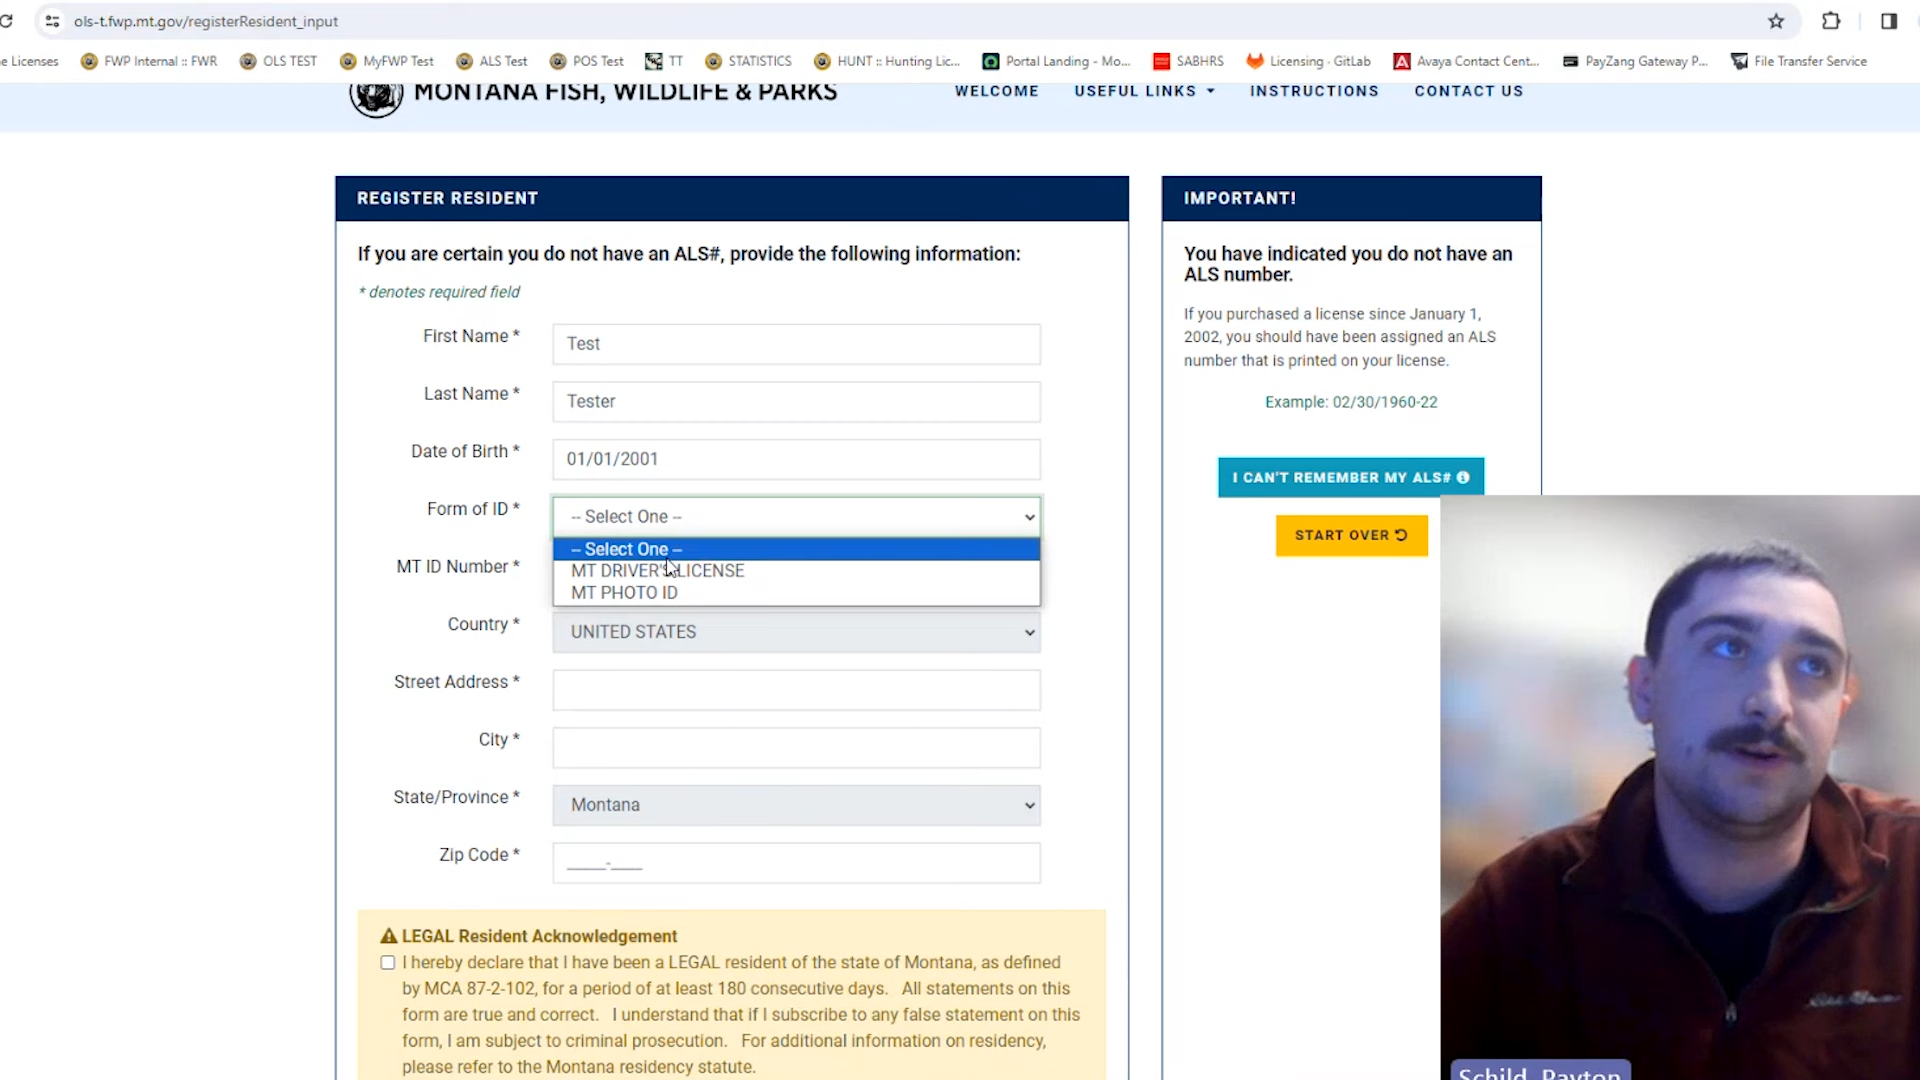 ols-t.fwp.mt.gov/registerResident_input
e Licenses FWP Internal :: FWR OLS TEST MyFWP Test ALS Test POS Test TT STATISTICS HUNT :: Hunting Lic... Portal Landing - Mo... SABHRS Licensing · GitLab Avaya Contact Cent... PayZang Gateway P... File Transfer Service
MONTANA FISH, WILDLIFE & PARKS WELCOME USEFUL LINKS INSTRUCTIONS CONTACT US
REGISTER RESIDENT
If you are certain you do not have an ALS#, provide the following information:
* denotes required field
First Name * Test
Last Name * Tester
Date of Birth * 01/01/2001
Form of ID * -- Select One --
-- Select One --
MT DRIVER'S LICENSE
MT PHOTO ID
MT ID Number *
Country * UNITED STATES
Street Address *
City *
State/Province * Montana
Zip Code * _____-____
LEGAL Resident Acknowledgement
I hereby declare that I have been a LEGAL resident of the state of Montana, as defined
by MCA 87-2-102, for a period of at least 180 consecutive days. All statements on this
form are true and correct. I understand that if I subscribe to any false statement on this
form, I am subject to criminal prosecution. For additional information on residency,
please refer to the Montana residency statute.
IMPORTANT!
You have indicated you do not have an
ALS number.
If you purchased a license since January 1,
2002, you should have been assigned an ALS
number that is printed on your license.
Example: 02/30/1960-22
I CAN'T REMEMBER MY ALS#
START OVER
Schild, Payton